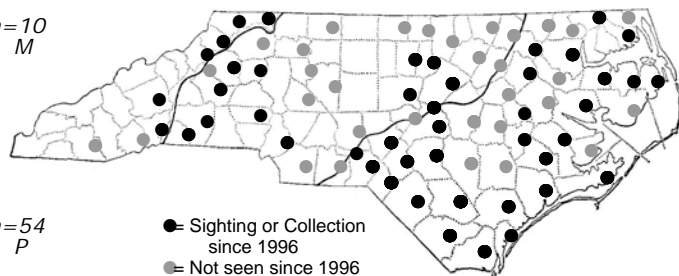 =10
M
=54
P
= Sighting or Collection
since 1996
= Not seen since 1996